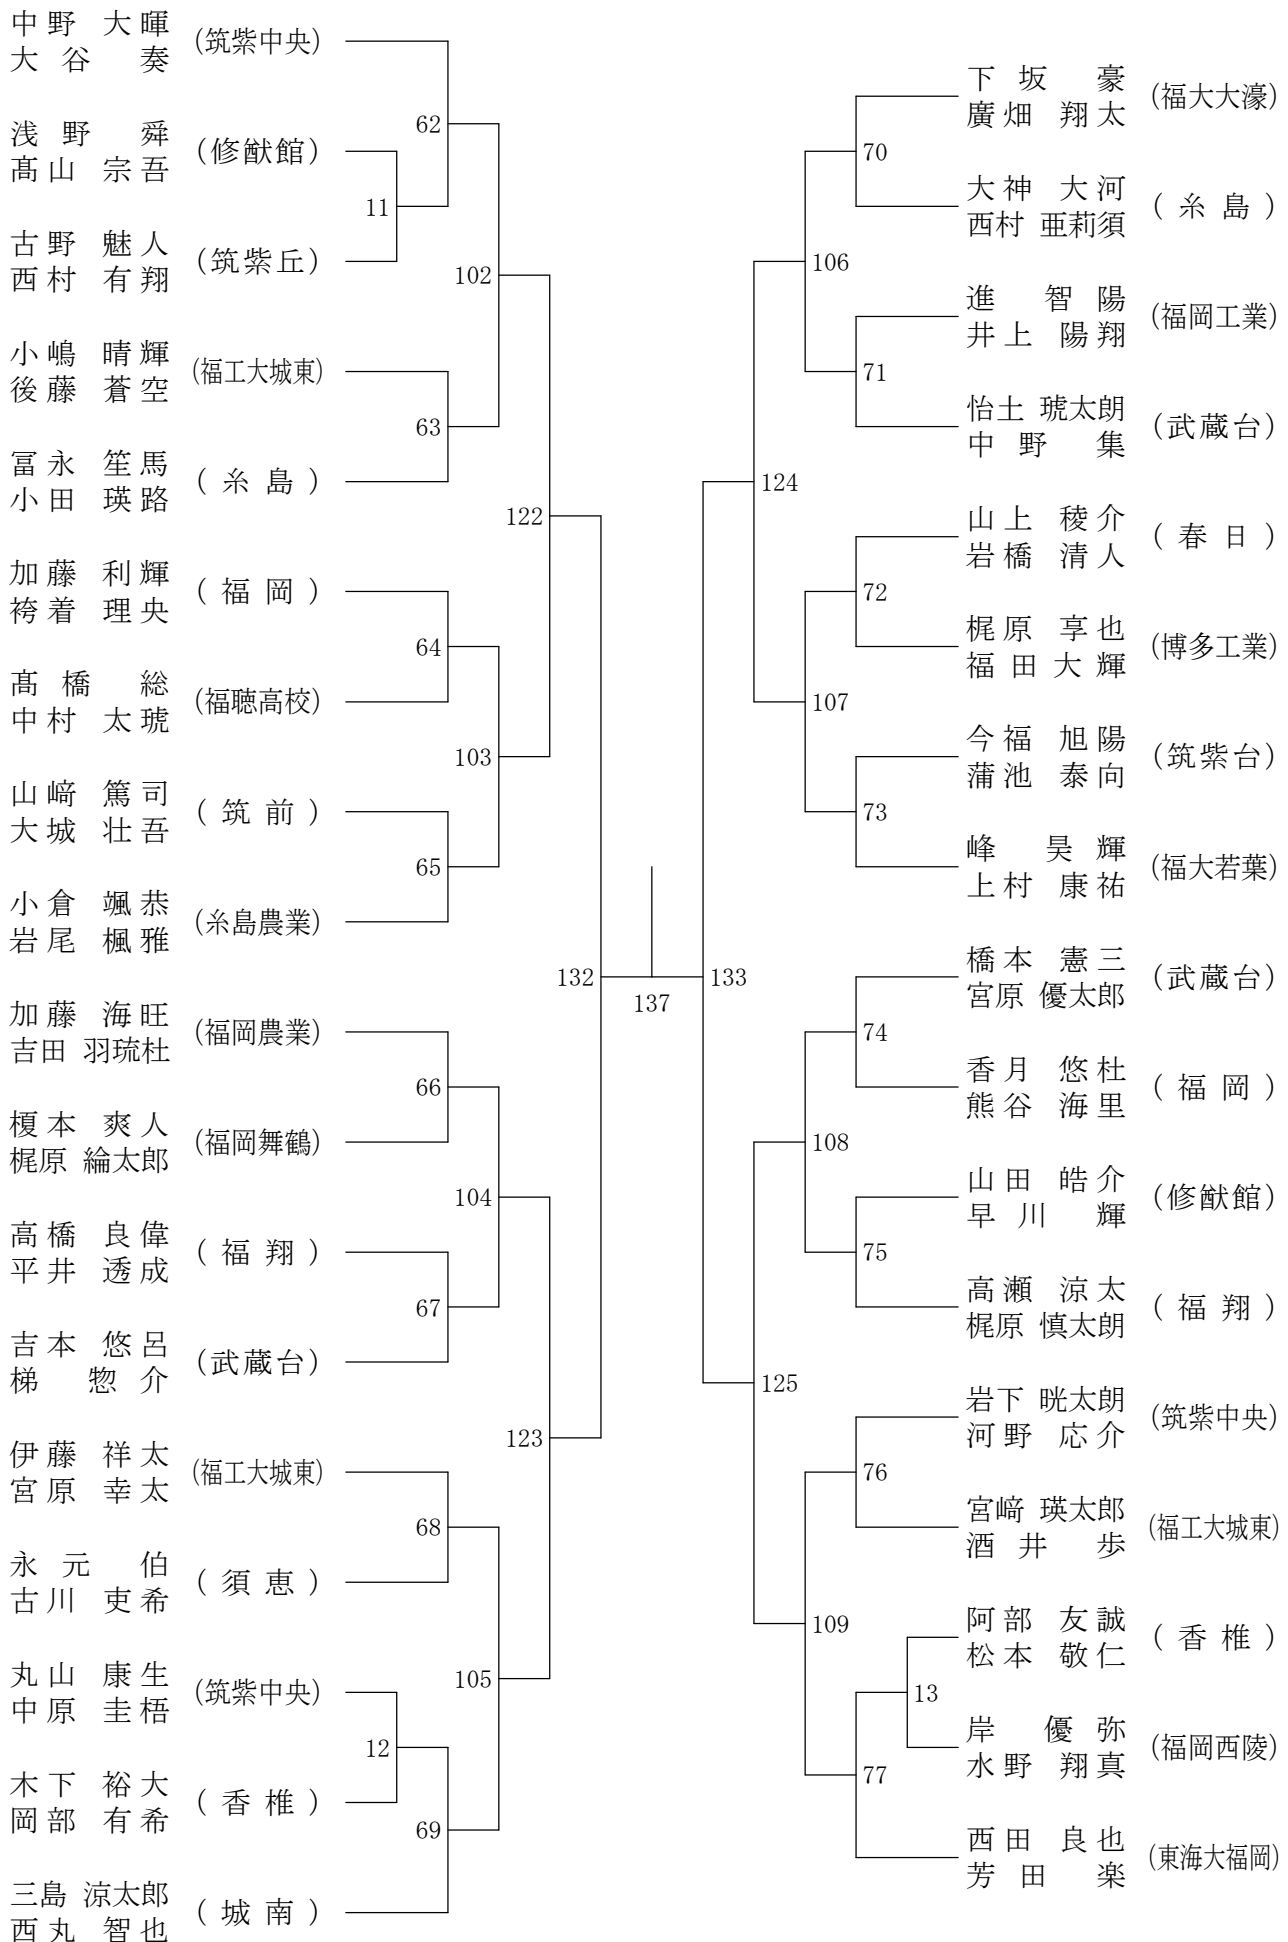 中野 大暉
大谷 奏
(筑紫中央)
浅野 舜
髙山 宗吾
(修猷館)
古野 魅人
西村 有翔
(筑紫丘)
小嶋 晴輝
後藤 蒼空
(福工大城東)
冨永 笙馬
小田 瑛路
(糸島)
加藤 利輝
袴着 理央
(福岡)
髙橋 総
中村 太琥
(福聴高校)
山﨑 篤司
大城 壮吾
(筑前)
小倉 颯恭
岩尾 楓雅
(糸島農業)
加藤 海旺
吉田 羽琉杜
(福岡農業)
榎本 爽人
梶原 綸太郎
(福岡舞鶴)
高橋 良偉
平井 透成
(福翔)
吉本 悠呂
梯 惣介
(武蔵台)
伊藤 祥太
宮原 幸太
(福工大城東)
永元 伯
古川 吏希
(須恵)
丸山 康生
中原 圭梧
(筑紫中央)
木下 裕大
岡部 有希
(香椎)
三島 涼太郎
西丸 智也
(城南)
62
11
102
63
122
64
103
65
132
66
104
67
123
68
105
12
69
137
133
70
106
71
124
72
107
73
74
108
75
125
76
109
13
77
下坂 豪
廣畑 翔太
(福大大濠)
大神 大河
西村 亜莉須
(糸島)
進 智陽
井上 陽翔
(福岡工業)
怡土 琥太朗
中野 集
(武蔵台)
山上 稜介
岩橋 清人
(春日)
梶原 享也
福田大輝
(博多工業)
今福 旭陽
蒲池 泰向
(筑紫台)
峰 昊輝
上村 康祐
(福大若葉)
橋本 憲三
宮原 優太郎
(武蔵台)
香月 悠杜
熊谷 海里
(福岡)
山田 皓介
早川 輝
(修猷館)
高瀬 涼太
梶原 慎太朗
(福翔)
岩下 晄太朗
河野 応介
(筑紫中央)
宮﨑 瑛太郎
酒井 歩
(福工大城東)
阿部 友誠
松本 敬仁
(香椎)
岸 優弥
水野 翔真
(福岡西陵)
西田 良也
芳田 楽
(東海大福岡)